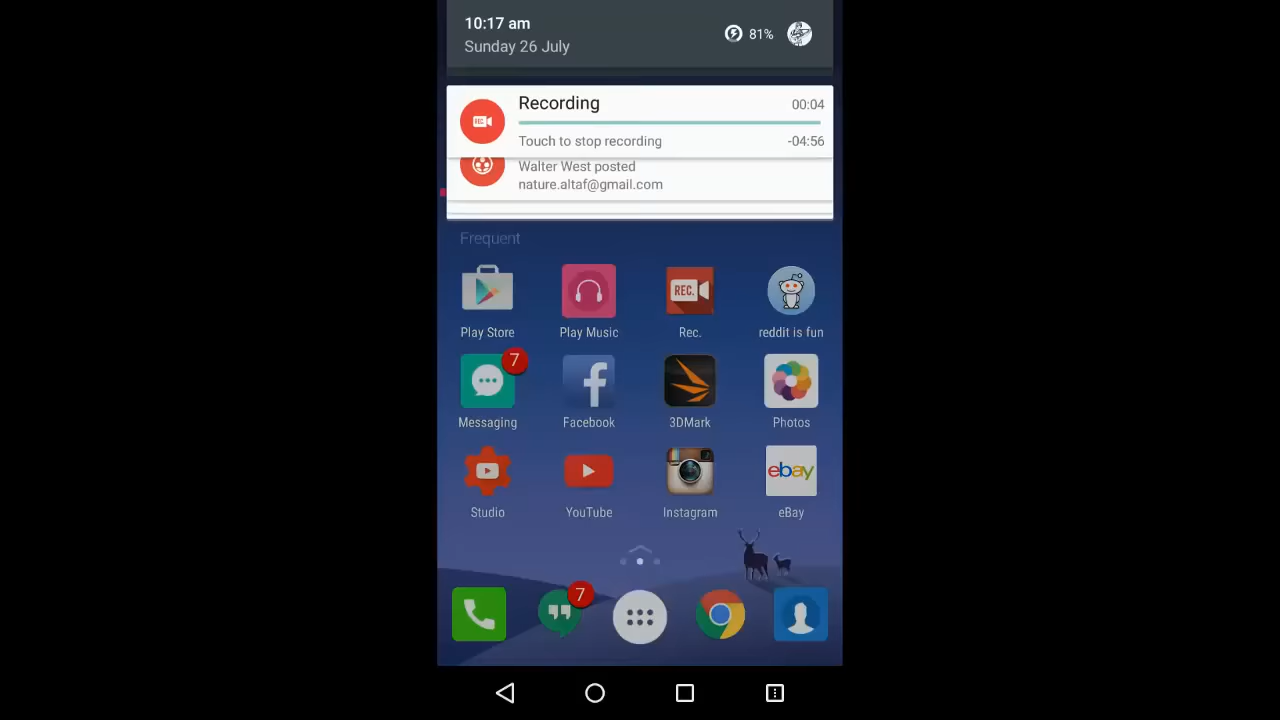 10:17 am
81%
Sunday 26 July
Recording
00:04
REC.
Touch to stop recording
-04:56
Walter West posted
nature.altaf@gmail.com
Frequent
REC.
Play Store
Play Music
Rec.
reddit is fun
7
Messaging
Facebook
3DMark
Photos
ebay
Studio
YouTube
Instagram
eBay
7